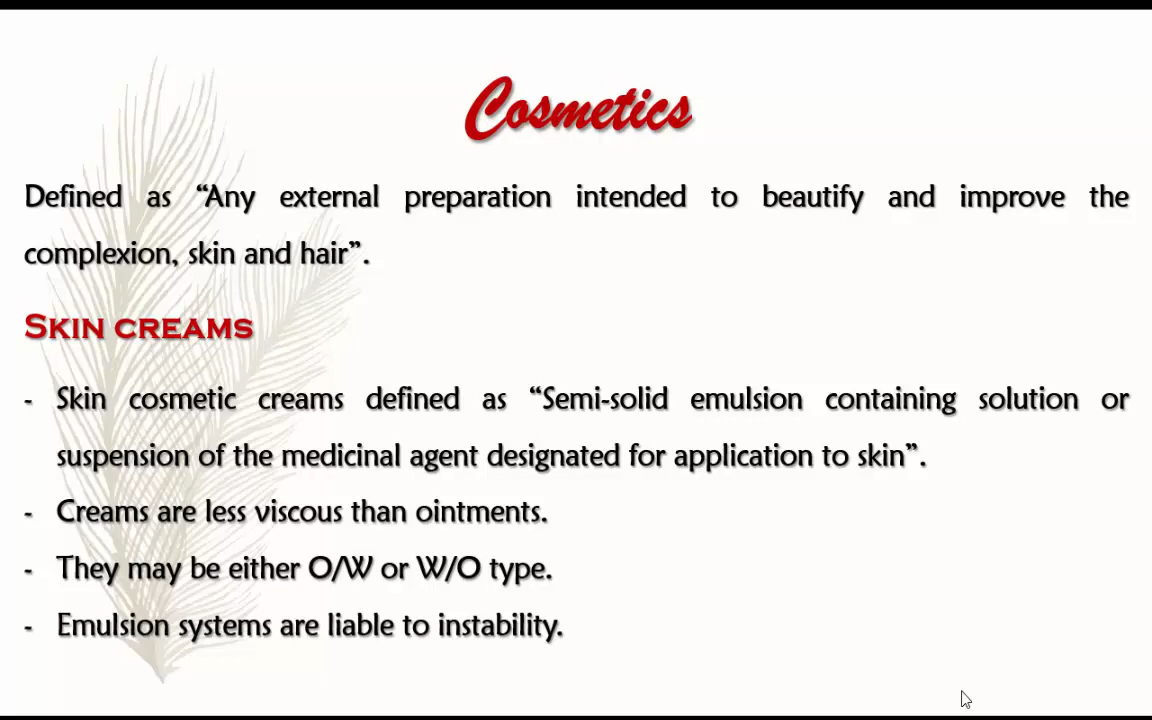 Cosmetics
Defined as “Any external preparation intended to beautify and improve the
complexion, skin and hair”.
SKIN CREAMS
- Skin cosmetic creams defined as “Semi-solid emulsion containing solution or
suspension of the medicinal agent designated for application to skin”.
- Creams are less viscous than ointments.
- They may be either O/W or W/O type.
- Emulsion systems are liable to instability.